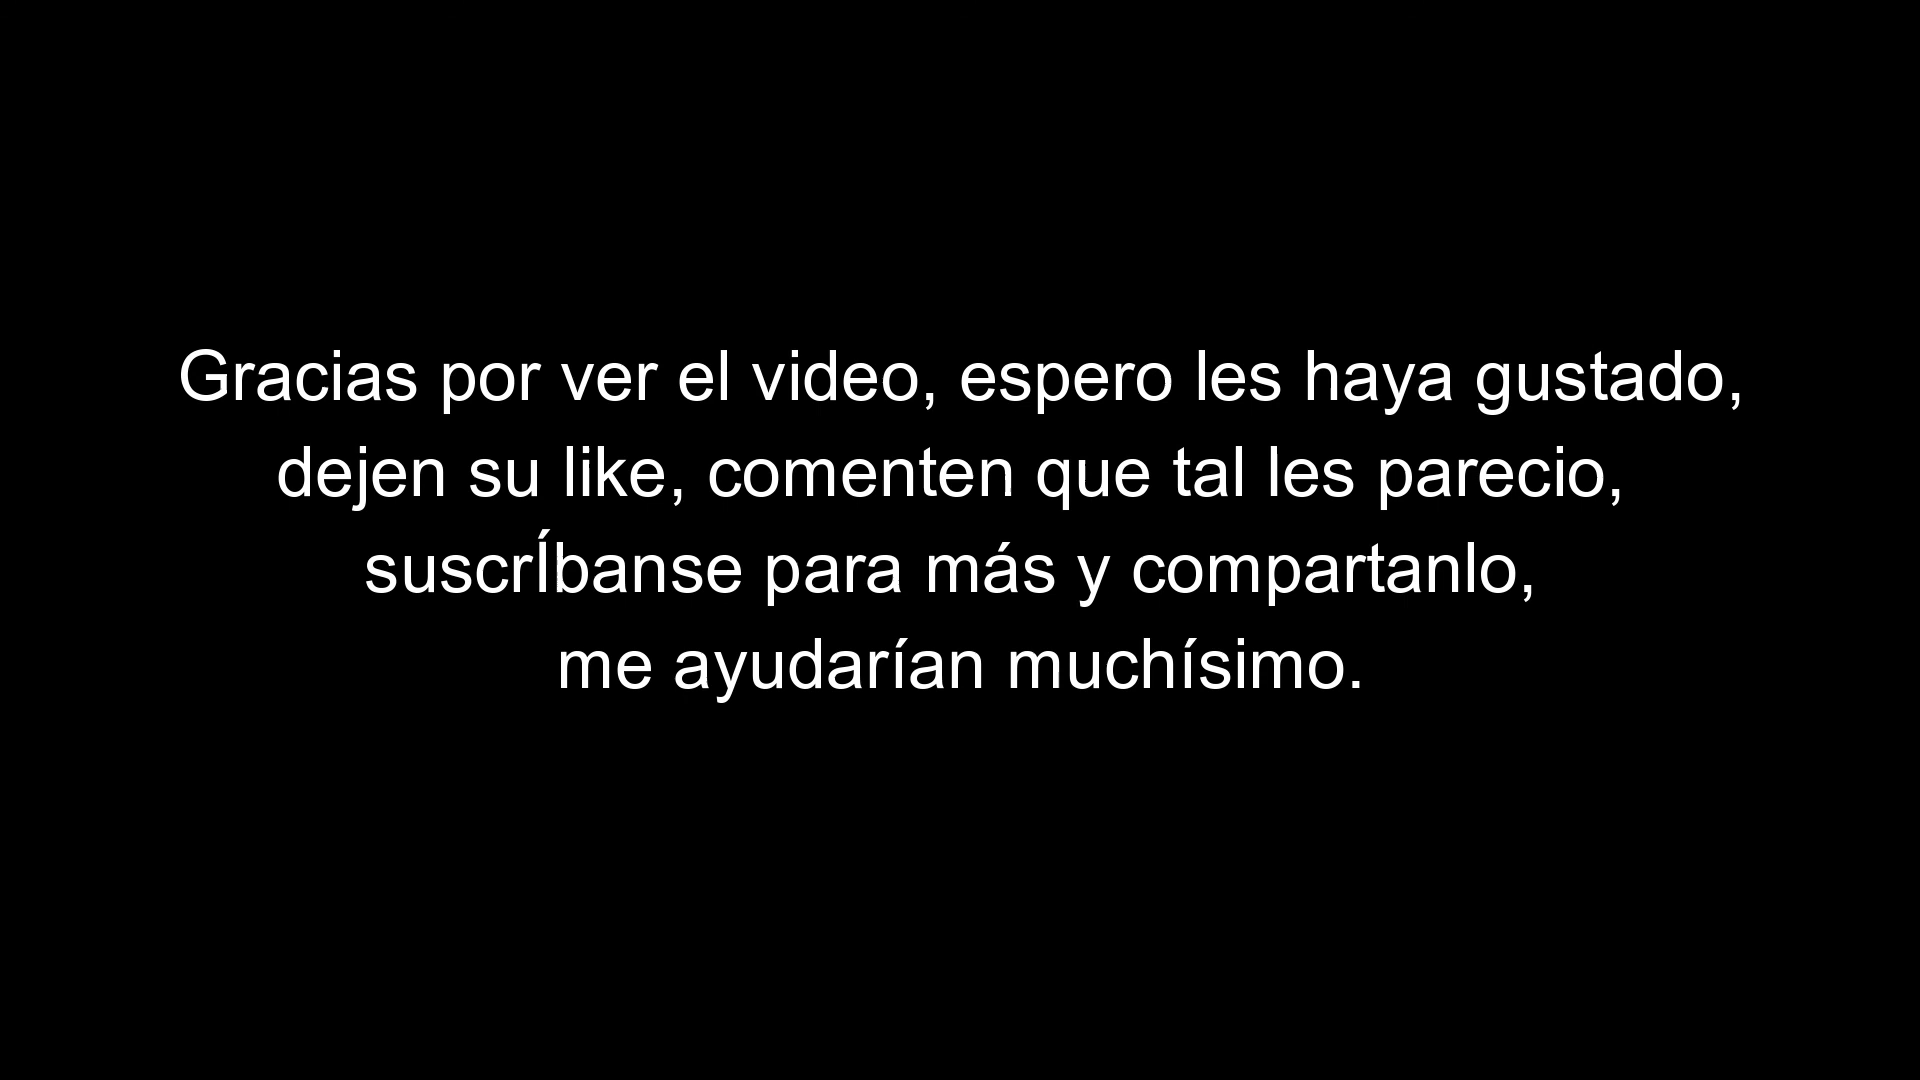 Gracias por ver el video, espero les haya gustado,
dejen su like, comenten que tal les parecio,
suscrÍbanse para más y compartanlo,
me ayudarían muchísimo.